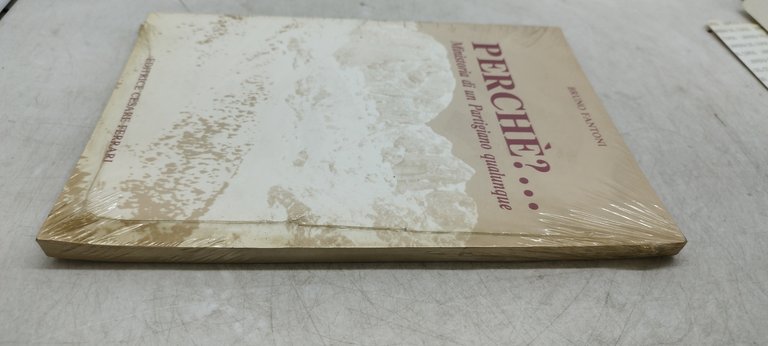 BRUNO FANTONI
PERCHÈ?...
Ministoria di un Partigiano qualunque
EDITRICE CESARE FERRARI